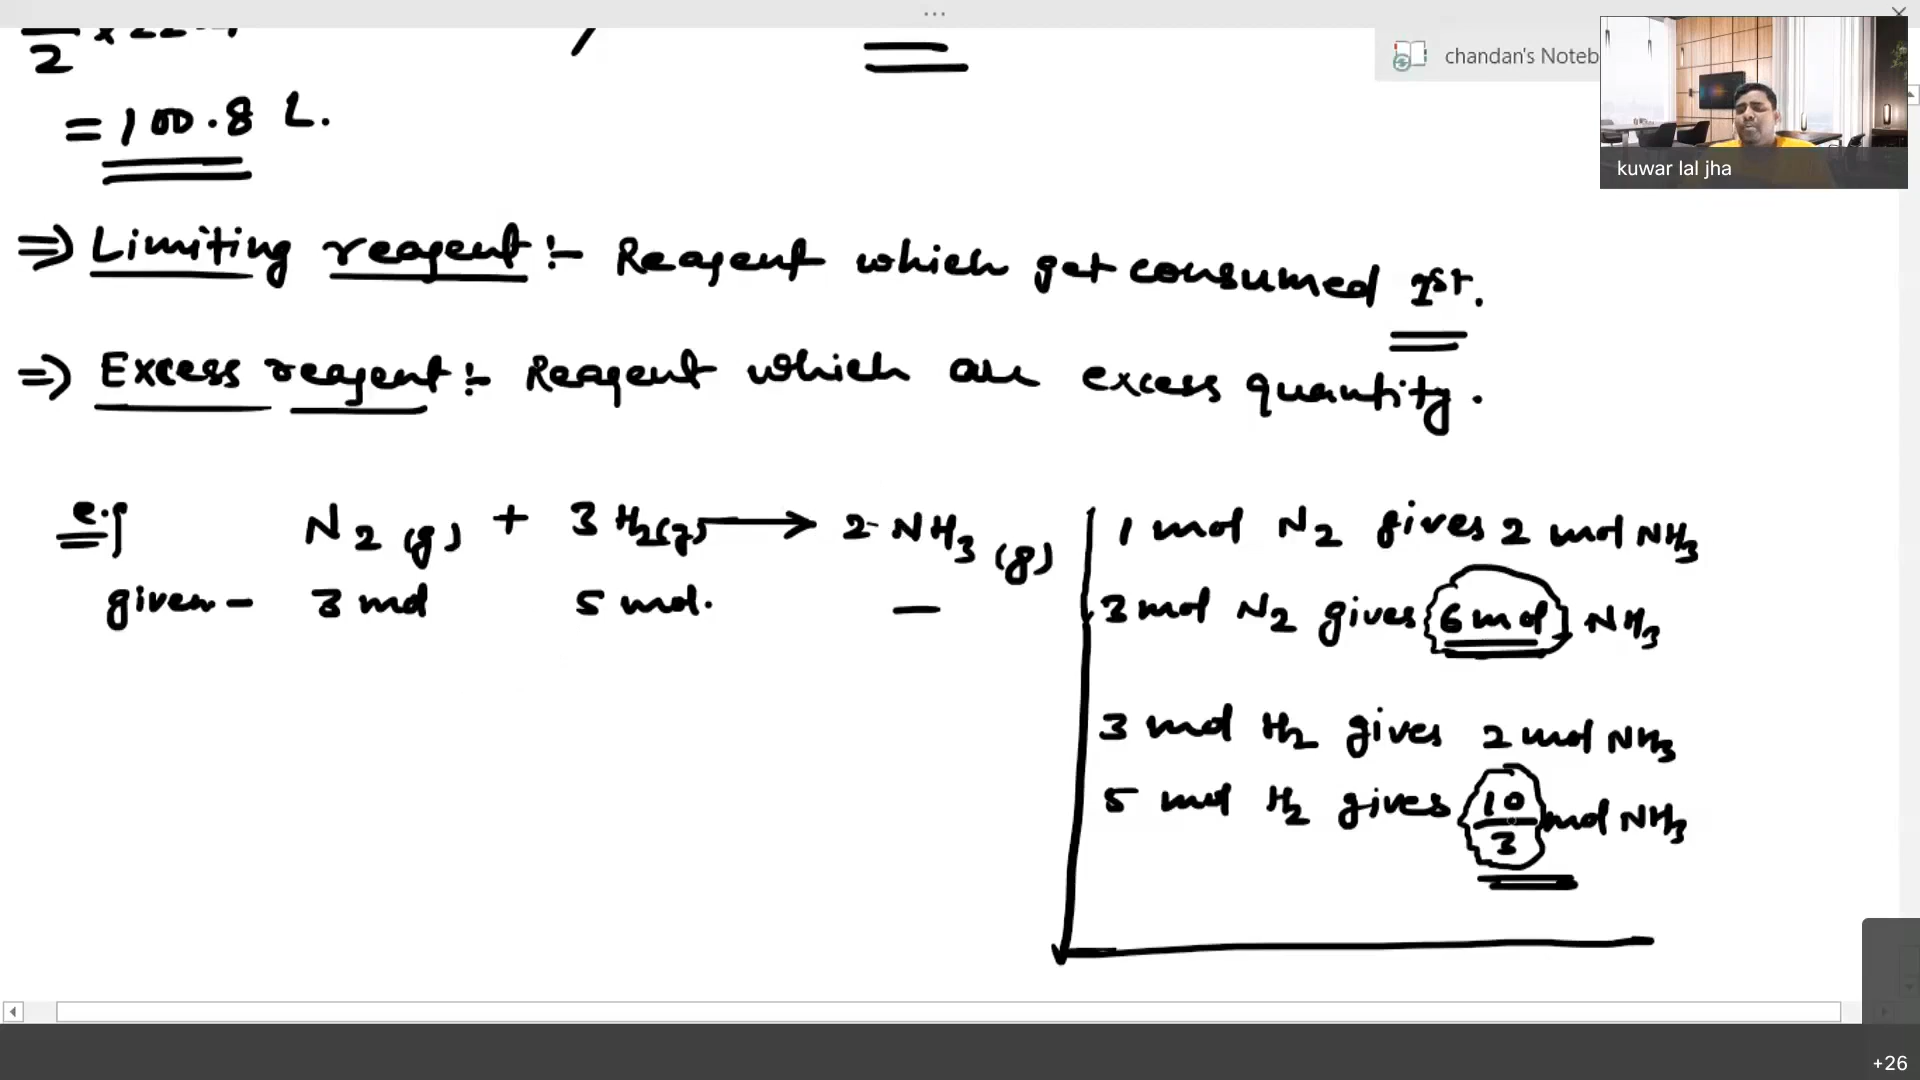 ...
chandan's Noteb
kuwar lal jha
2
= 100.8 L.
⇒ Limiting reagent :- Reagent which get consumed 1st.
⇒ Excess reagent :- Reagent which are excess quantity.
e.g N2 (g) + 3 H2(g) ⟶ 2 NH3 (g)
given - 3 mol 5 mol. —
1 mol N2 gives 2 mol NH3
3 mol N2 gives 6 mol NH3
3 mol H2 gives 2 mol NH3
5 mol H2 gives 10/3 mol NH3
+26